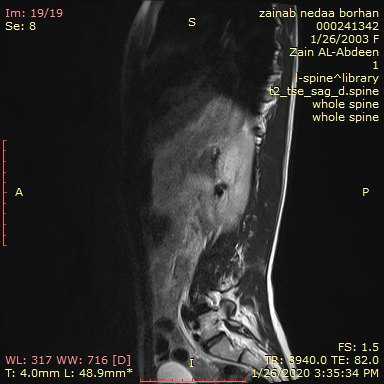 Im: 19/19
Se: 8
S
zainab nedaa borhan
000241342
1/26/2003 F
Zain AL-Abdeen
1
l-spine^library
t2_tse_sag_d.spine
whole spine
whole spine
A
P
WL: 317 WW: 716 [D]
T: 4.0mm L: 48.9mm*
I
FS: 1.5
TR: 3940.0 TE: 82.0
1/26/2020 3:35:34 PM